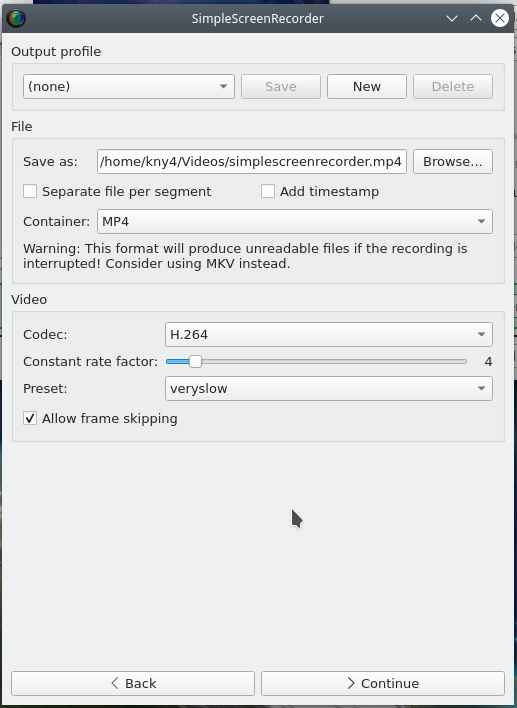 SimpleScreenRecorder
Output profile
(none) Save New Delete
File
Save as: /home/kny4/Videos/simplescreenrecorder.mp4 Browse...
Separate file per segment Add timestamp
Container: MP4
Warning: This format will produce unreadable files if the recording is
interrupted! Consider using MKV instead.
Video
Codec: H.264
Constant rate factor: 4
Preset: veryslow
Allow frame skipping
Back Continue